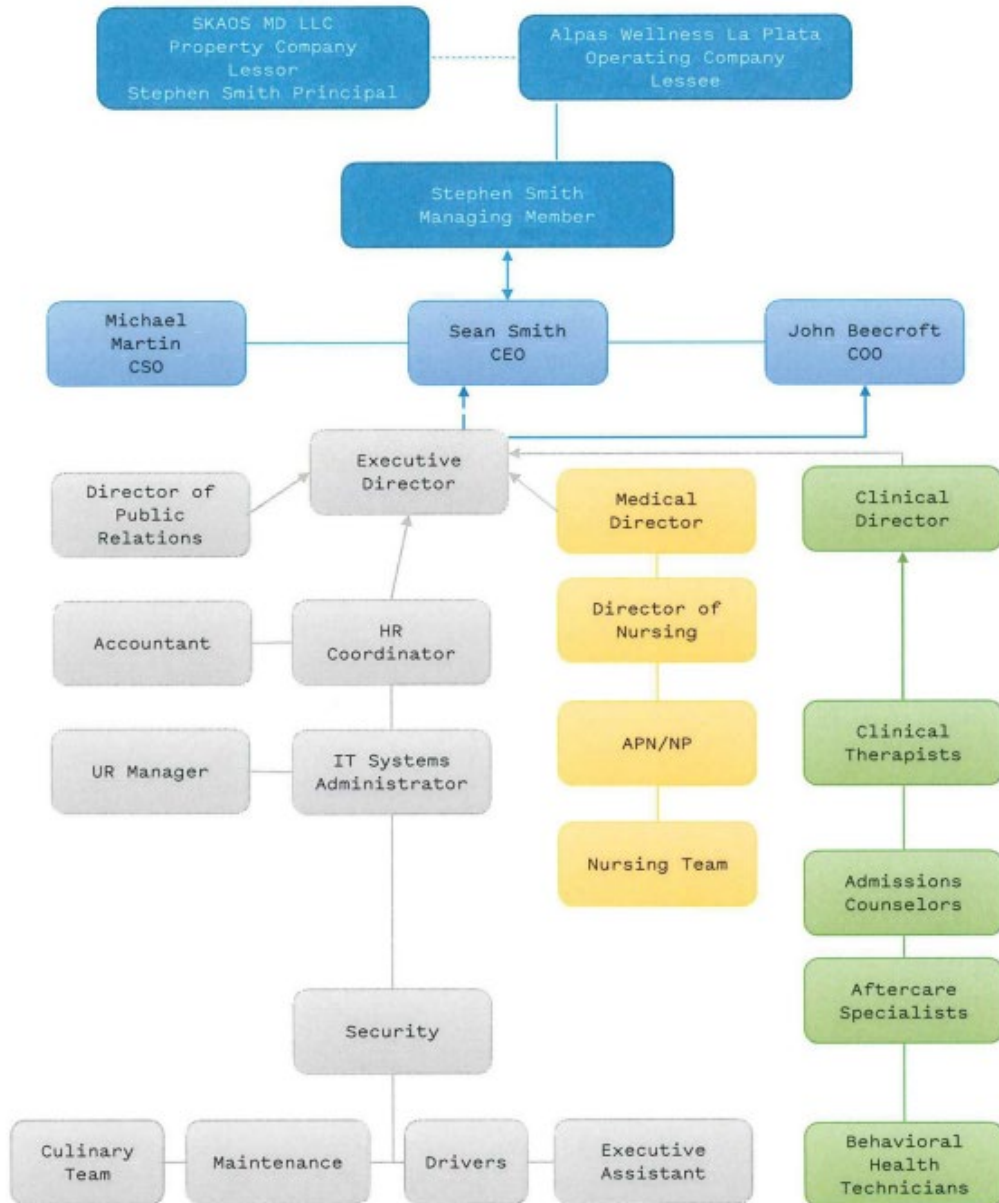 SKAOS MD LLC
Property Company
Lessor
Stephen Smith Principal
Alpas Wellness La Plata
Operating Company
Lessee
Stephen Smith
Managing Member
Michael
Martin
CSO
Sean Smith
CEO
John Beecroft
COO
Executive
Director
Director of
Public
Relations
Medical
Director
Clinical
Director
Accountant
HR
Coordinator
Director of
Nursing
UR Manager
IT Systems
Administrator
APN/NP
Clinical
Therapists
Nursing Team
Admissions
Counselors
Aftercare
Specialists
Security
Culinary
Team
Maintenance
Drivers
Executive
Assistant
Behavioral
Health
Technicians